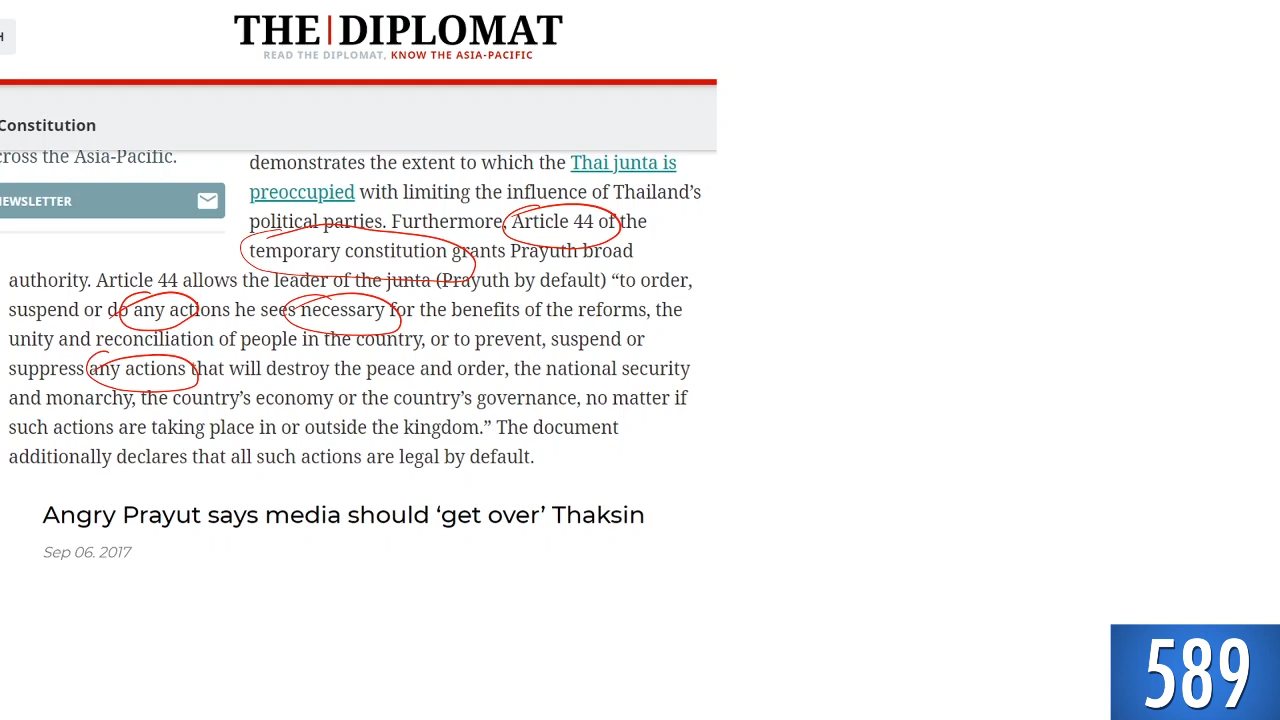 H
THE|DIPLOMAT
READ THE DIPLOMAT, KNOW THE ASIA-PACIFIC
Constitution
cross the Asia-Pacific.
NEWSLETTER
demonstrates the extent to which the Thai junta is
preoccupied with limiting the influence of Thailand’s
political parties. Furthermore, Article 44 of the
temporary constitution grants Prayuth broad
authority. Article 44 allows the leader of the junta (Prayuth by default) “to order,
suspend or do any actions he sees necessary for the benefits of the reforms, the
unity and reconciliation of people in the country, or to prevent, suspend or
suppress any actions that will destroy the peace and order, the national security
and monarchy, the country’s economy or the country’s governance, no matter if
such actions are taking place in or outside the kingdom.” The document
additionally declares that all such actions are legal by default.
Angry Prayut says media should ‘get over’ Thaksin
Sep 06. 2017
589